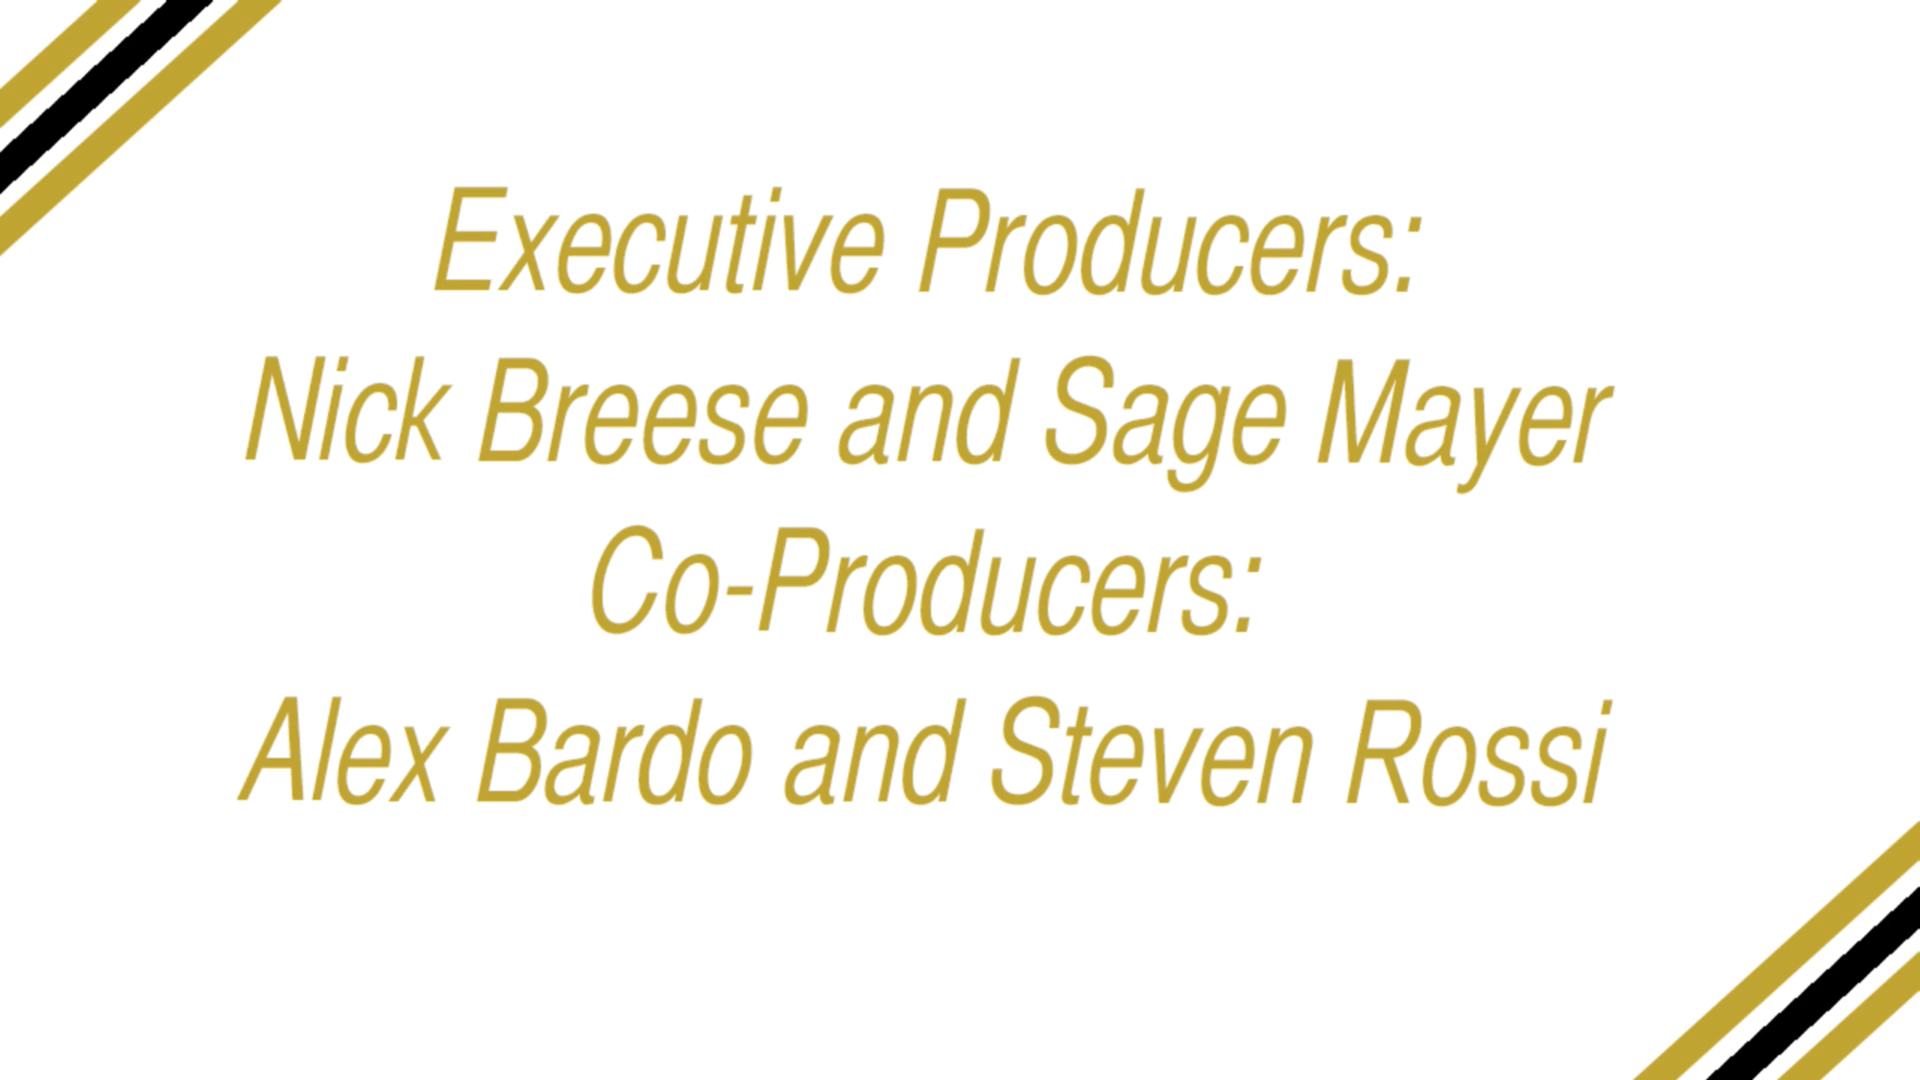 Executive Producers:
Nick Breese and Sage Mayer
Co-Producers:
Alex Bardo and Steven Rossi